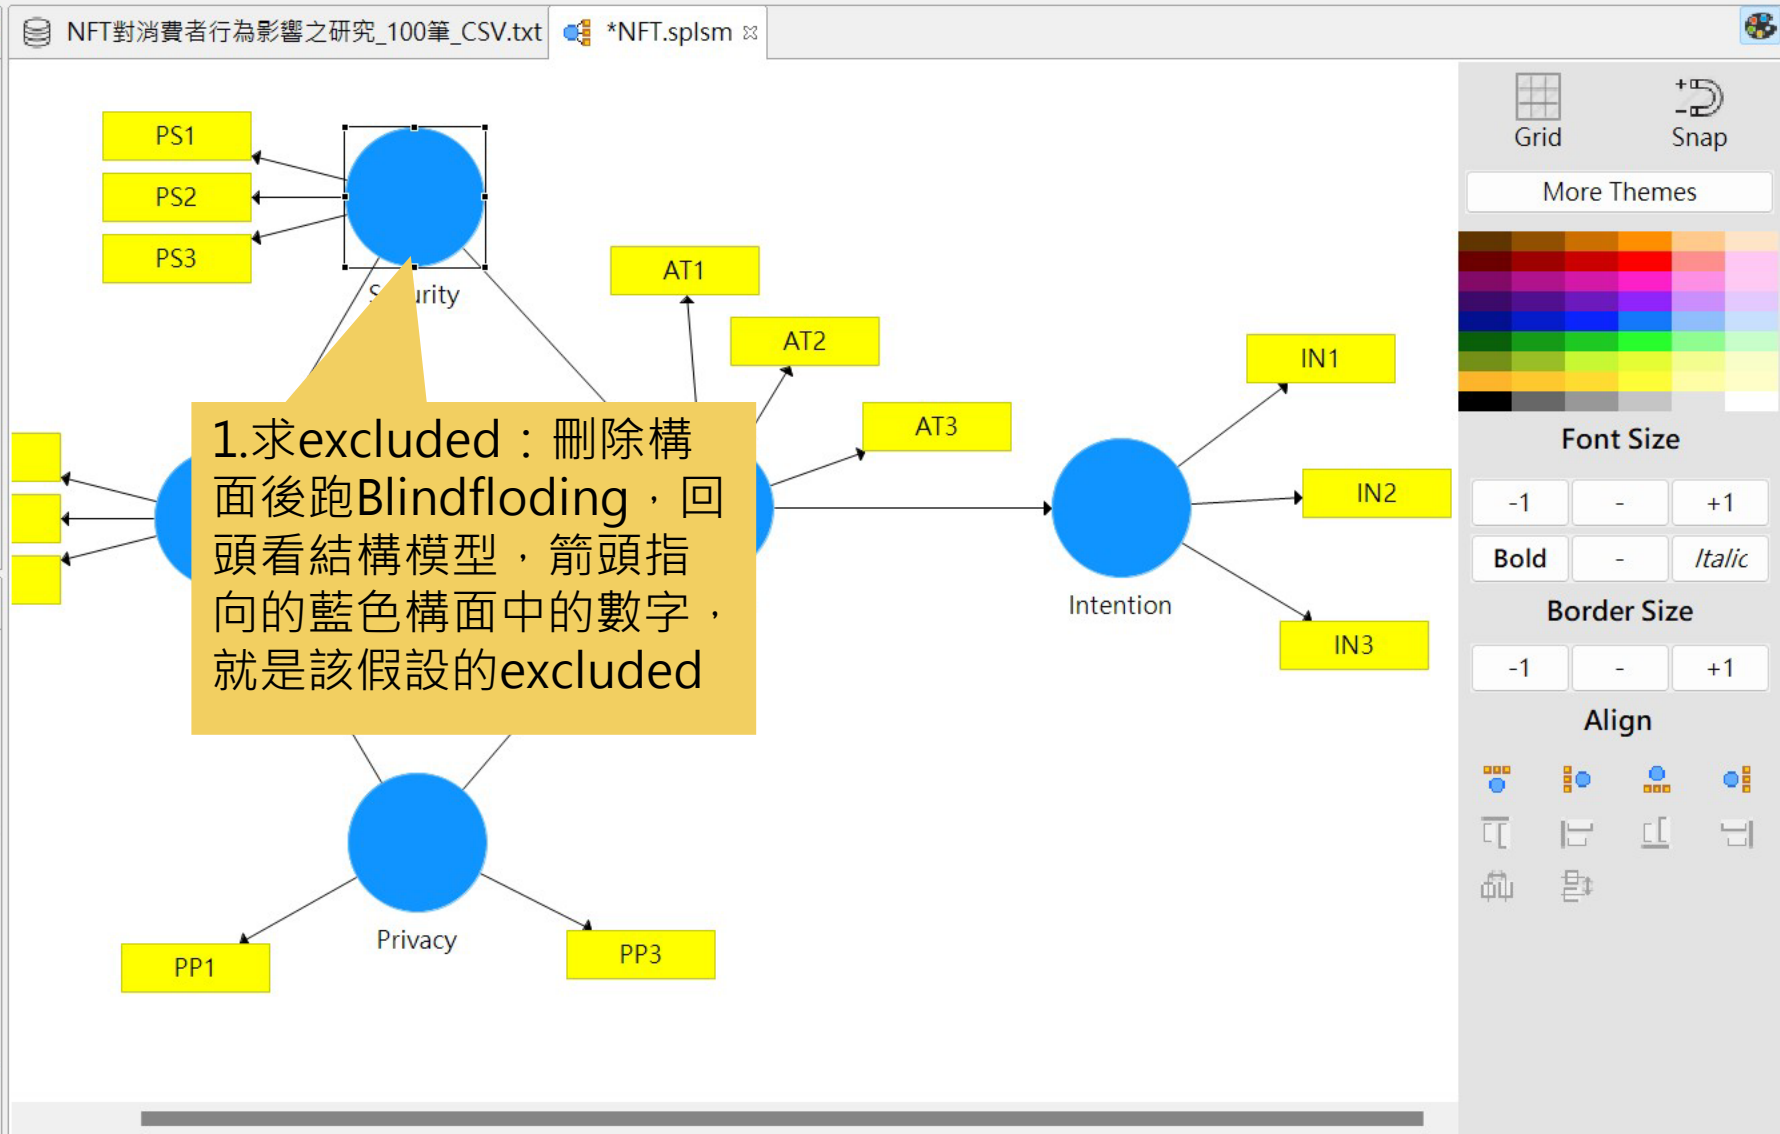 NFT對消費者行為影響之研究_100筆_CSV.txt
*NFT.splsm
Grid
Snap
More Themes
PS1
PS2
PS3
urity
AT1
AT2
AT3
IN1
IN2
IN3
Intention
1.求excluded：刪除構
面後跑Blindfloding，回
頭看結構模型，箭頭指
向的藍色構面中的數字，
就是該假設的excluded
Privacy
PP1
PP3
Font Size
-1 - +1
Bold - Italic
Border Size
-1 - +1
Align